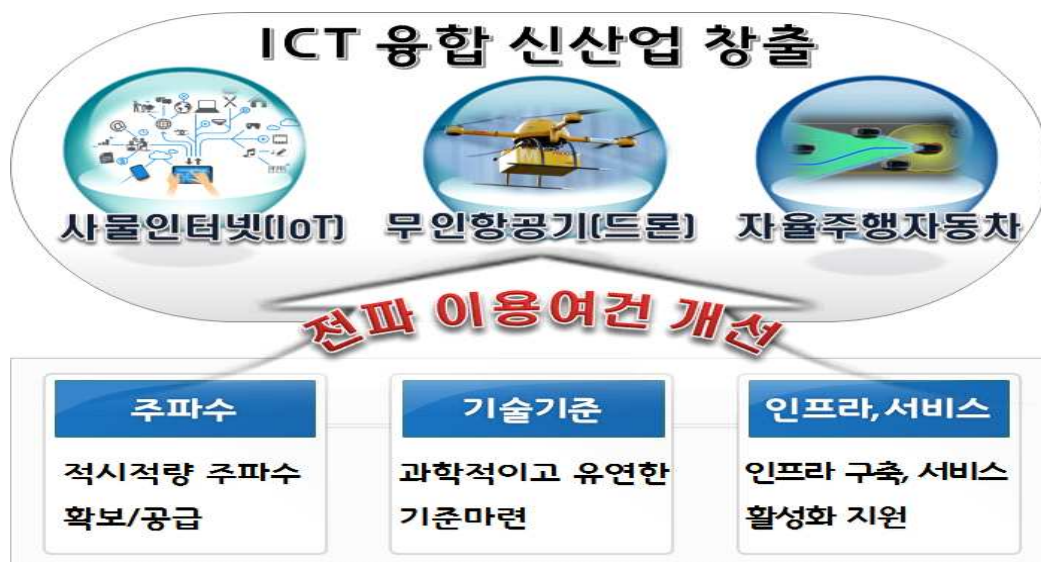 ICT 융합 신산업 창출
사물인터넷(IoT)
무인항공기(드론)
자율주행자동차
전파 이용여건 개선
주파수
적시적량 주파수
확보/공급
기술기준
과학적이고 유연한
기준마련
인프라,서비스
인프라 구축, 서비스
활성화 지원